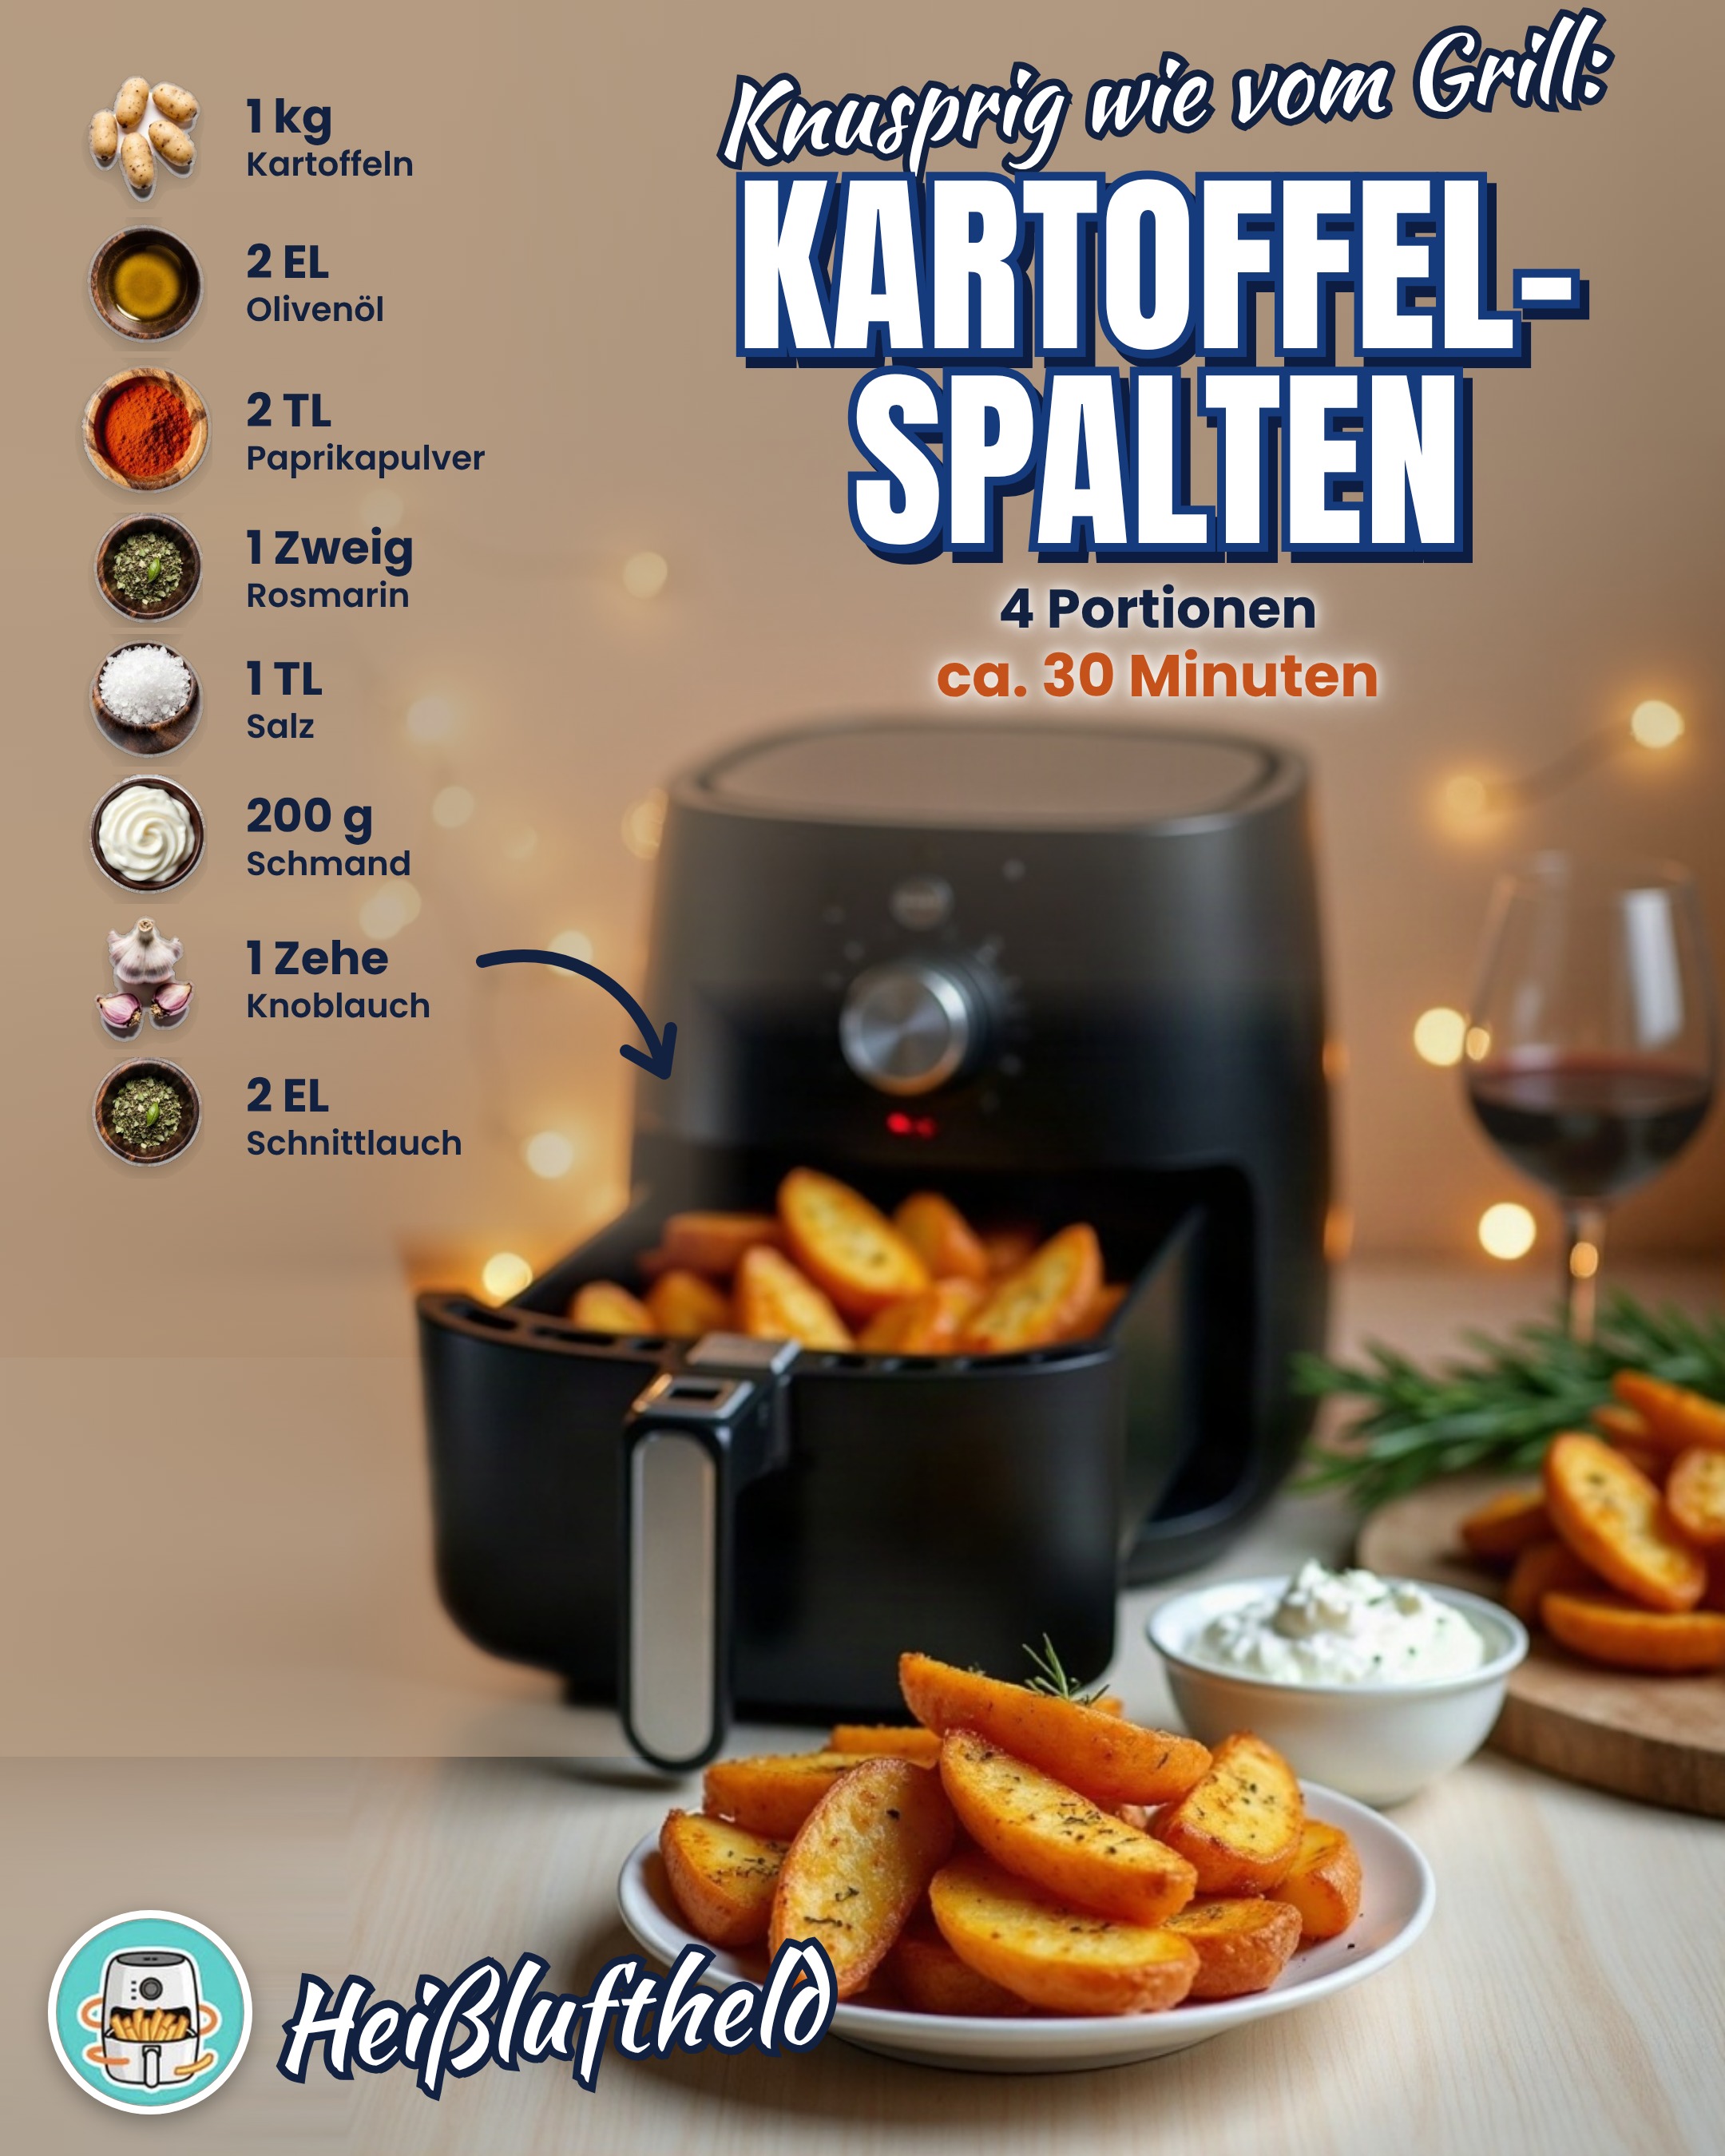 Knusprig wie vom Grill:
KARTOFFEL-
SPALTEN
4 Portionen
ca. 30 Minuten
1 kg
Kartoffeln
2 EL
Olivenöl
2 TL
Paprikapulver
1 Zweig
Rosmarin
1 TL
Salz
200 g
Schmand
1 Zehe
Knoblauch
2 EL
Schnittlauch
Heißluftheld